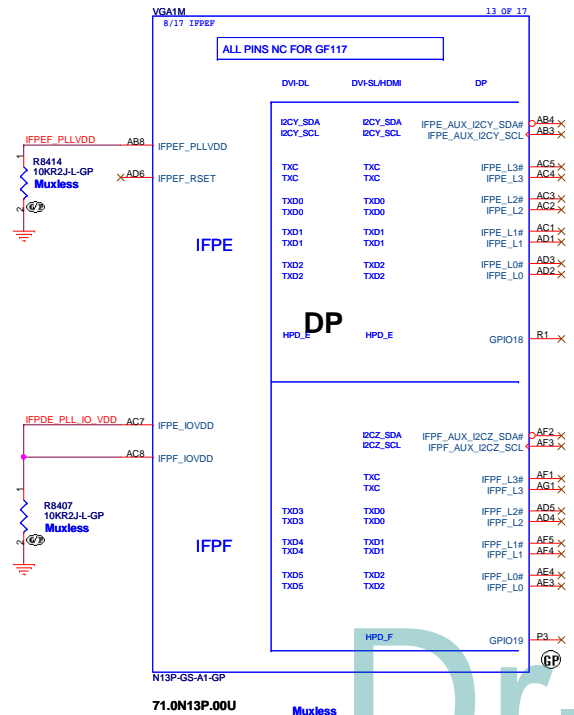 VGA1M 13 OF 17
8/17 IFPEF
ALL PINS NC FOR GF117
DVI-DL DVI-SL/HDMI DP
I2CY_SDA I2CY_SDA IFPE_AUX_I2CY_SDA# AB4
I2CY_SCL I2CY_SCL IFPE_AUX_I2CY_SCL AB3
IFPEF_PLLVDD AB8 IFPEF_PLLVDD
1
R8414
10KR2J-L-GP
Muxless
2
AD6 IFPEF_RSET
TXC TXC IFPE_L3# AC5
TXC TXC IFPE_L3 AC4
TXD0 TXD0 IFPE_L2# AC3
TXD0 TXD0 IFPE_L2 AC2
TXD1 TXD1 IFPE_L1# AC1
TXD1 TXD1 IFPE_L1 AD1
IFPE
TXD2 TXD2 IFPE_L0# AD3
TXD2 TXD2 IFPE_L0 AD2
DP
HPD_E HPD_E GPIO18 R1
IFPDE_PLL_IO_VDD AC7 IFPE_IOVDD
AC8 IFPF_IOVDD
1
R8407
10KR2J-L-GP
Muxless
2
I2CZ_SDA IFPF_AUX_I2CZ_SDA# AF2
I2CZ_SCL IFPF_AUX_I2CZ_SCL AF3
TXC IFPF_L3# AF1
TXC IFPF_L3 AG1
TXD3 TXD0 IFPF_L2# AD5
TXD3 TXD0 IFPF_L2 AD4
IFPF
TXD4 TXD1 IFPF_L1# AF5
TXD4 TXD1 IFPF_L1 AF4
TXD5 TXD2 IFPF_L0# AE4
TXD5 TXD2 IFPF_L0 AE3
HPD_F GPIO19 P3
GP
N13P-GS-A1-GP
71.0N13P.00U
Muxless